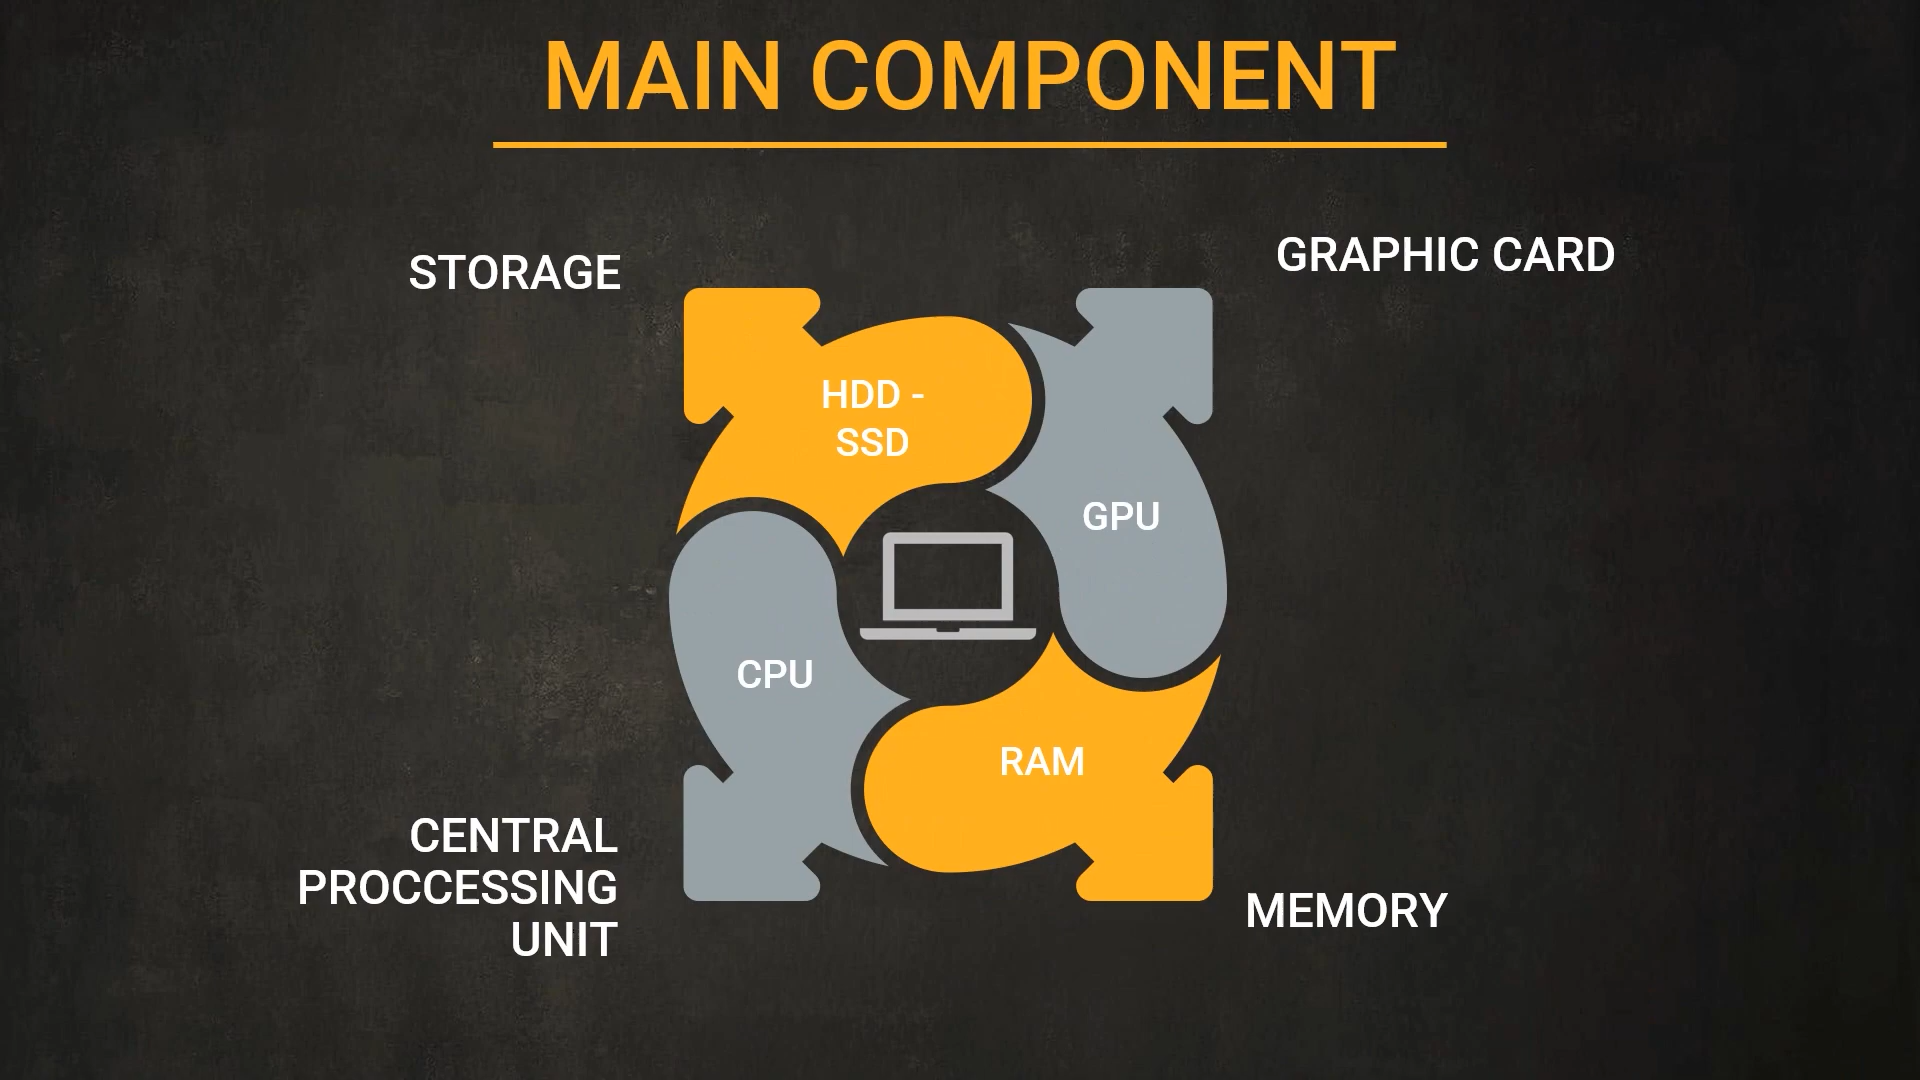 MAIN COMPONENT
STORAGE
GRAPHIC CARD
HDD -
SSD
GPU
CPU
RAM
CENTRAL
PROCCESSING
UNIT
MEMORY